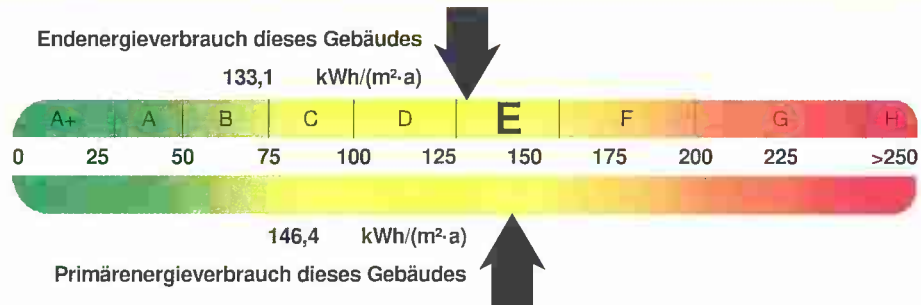 Endenergieverbrauch dieses Gebäudes
133,1 kWh/(m²·a)
A+ A B C D E F G H
0 25 50 75 100 125 150 175 200 225 >250
146,4 kWh/(m²·a)
Primärenergieverbrauch dieses Gebäudes